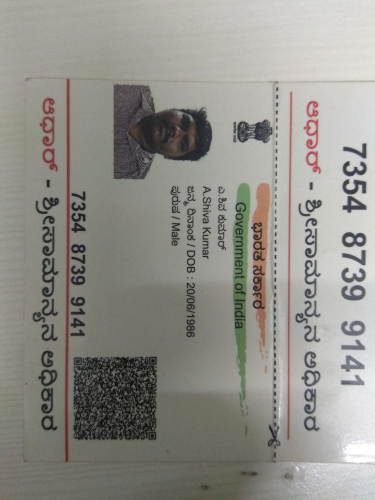 ಭಾರತ ಸರ್ಕಾರ
Government of India
ಎ.ಶಿವ ಕುಮಾರ್
A.Shiva Kumar
ಜನ್ಮ ದಿನಾಂಕ / DOB : 20/06/1986
ಪುರುಷ / Male
7354 8739 9141
ಆಧಾರ್ - ಶ್ರೀಸಾಮಾನ್ಯನ ಅಧಿಕಾರ
7354 8739 9141
ಆಧಾರ್ - ಶ್ರೀಸಾಮಾನ್ಯನ ಅಧಿಕಾರ